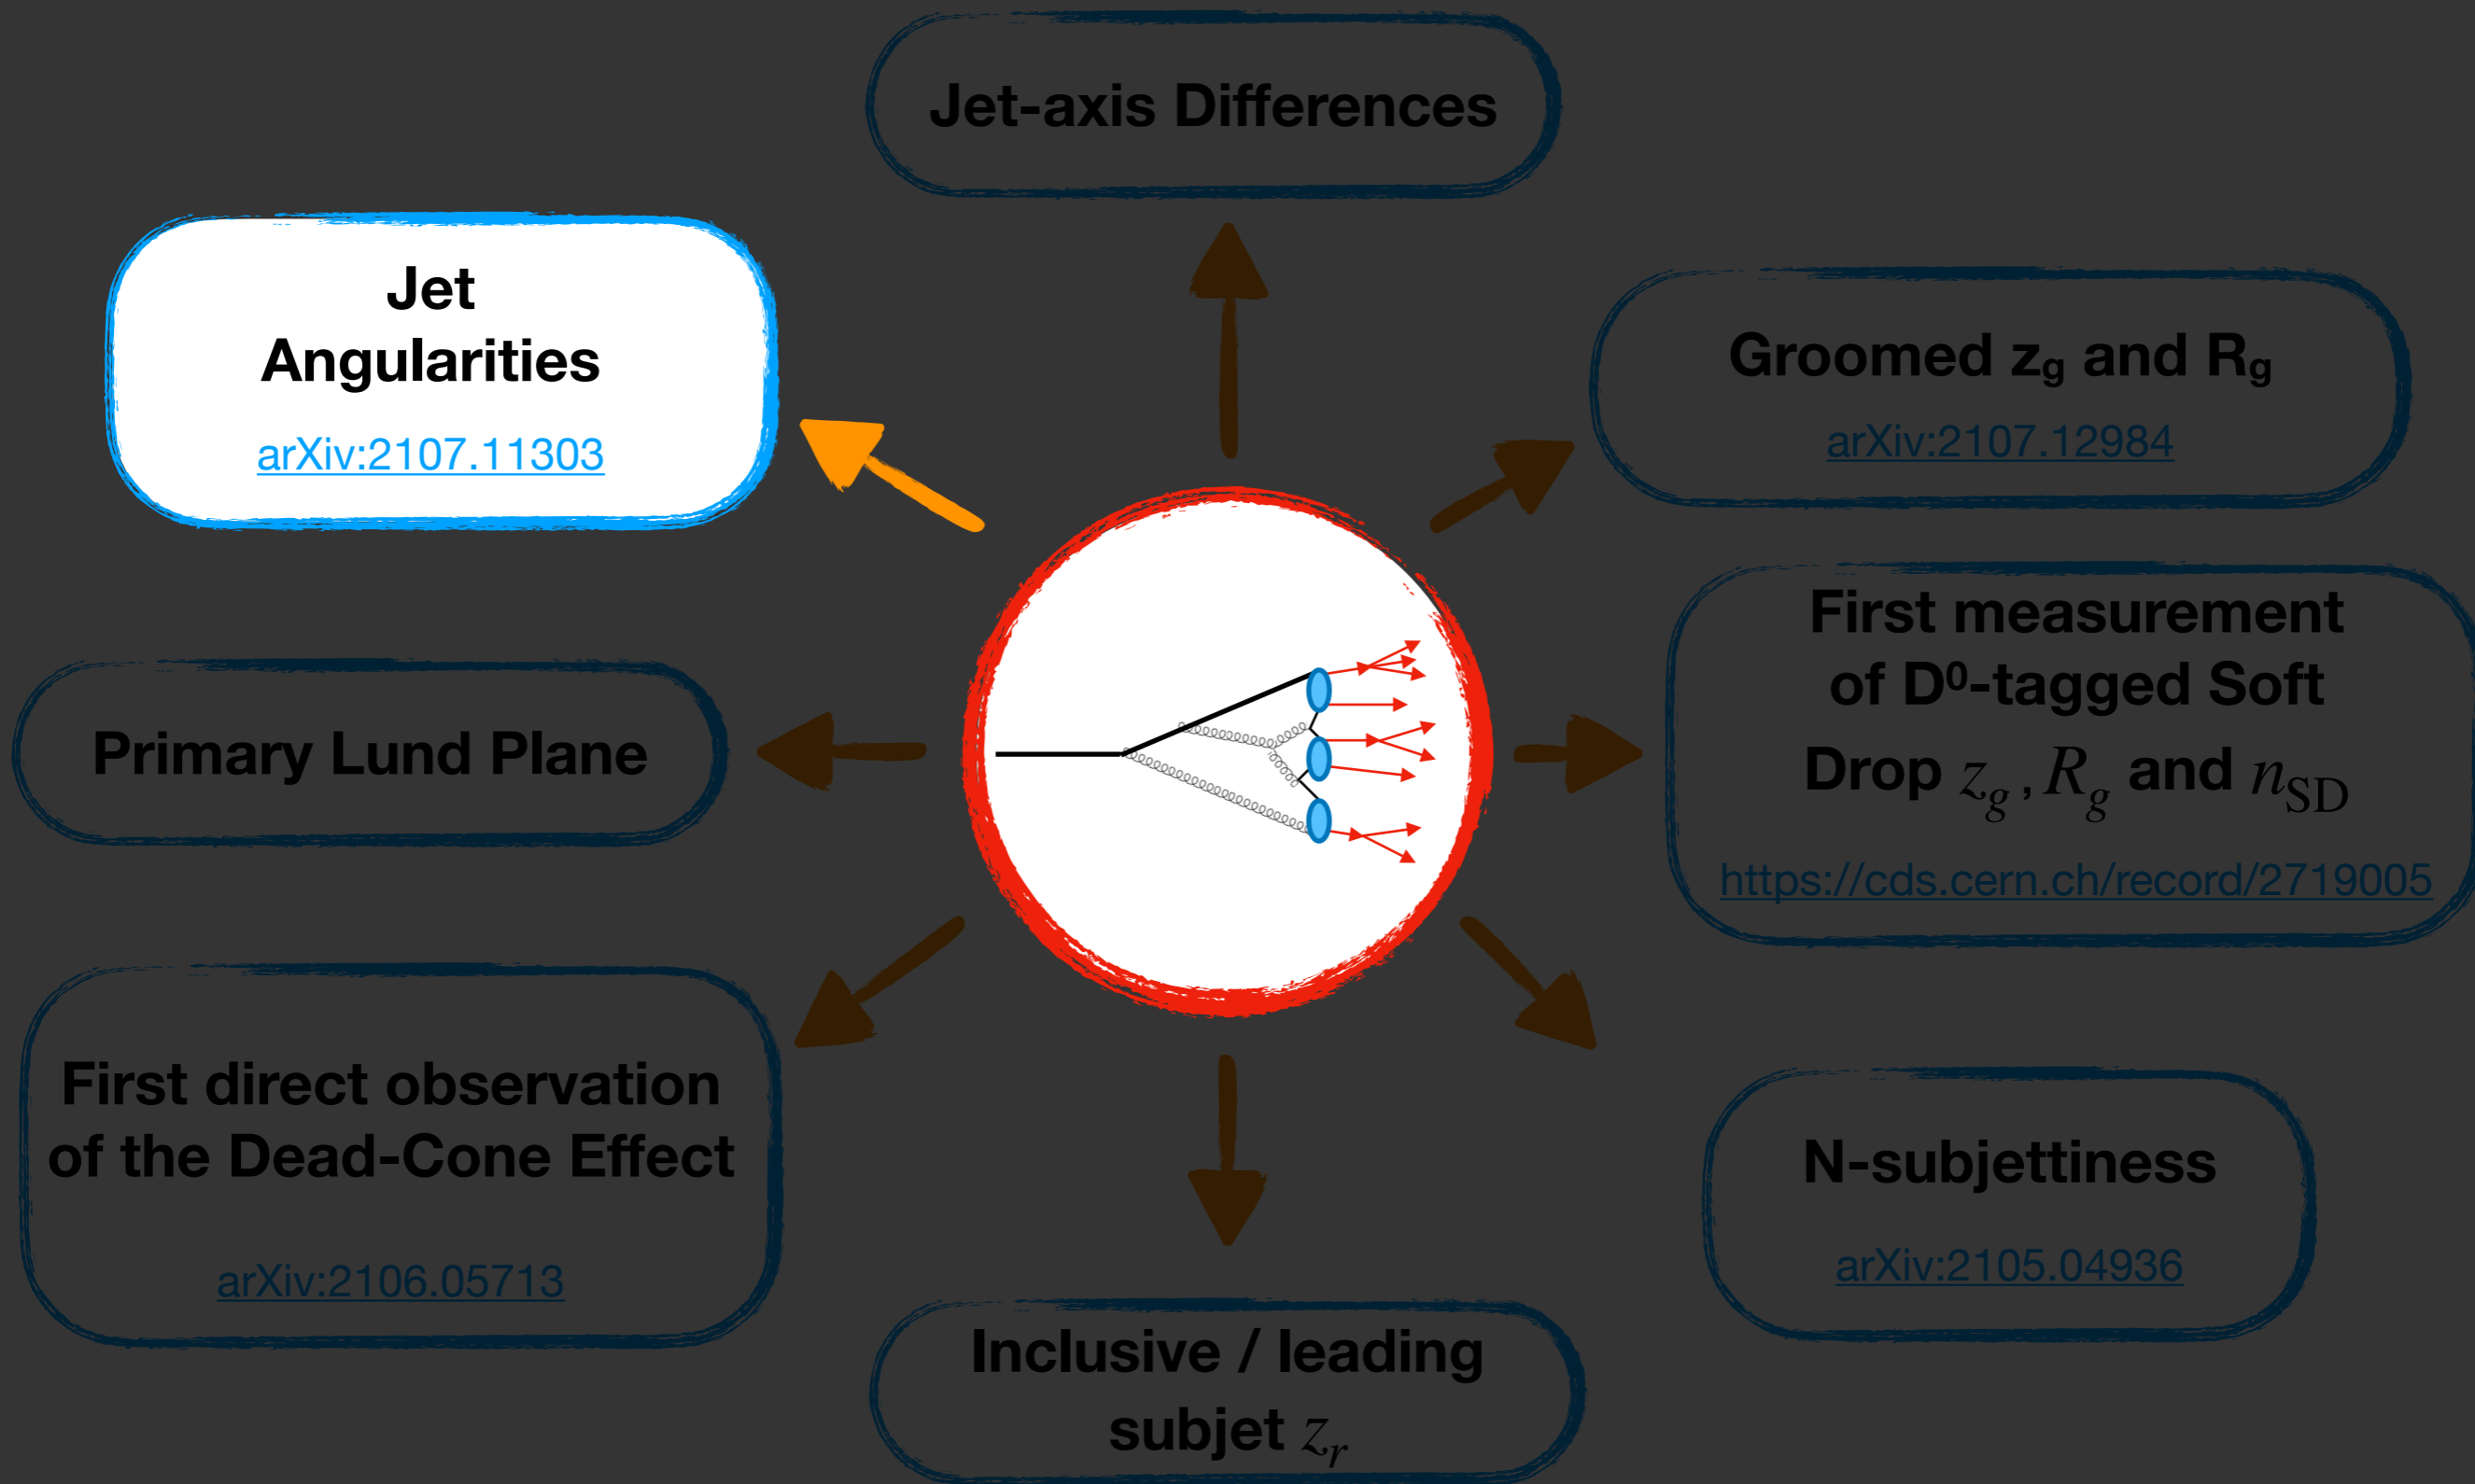 Jet-axis Differences
Jet
Angularities
arXiv:2107.11303
Groomed zg and Rg
arXiv:2107.12984
First measurement
of D⁰-tagged Soft
Drop zg, Rg and nSD
https://cds.cern.ch/record/2719005
Primary Lund Plane
First direct observation
of the Dead-Cone Effect
arXiv:2106.05713
N-subjettiness
arXiv:2105.04936
Inclusive / leading
subjet zr